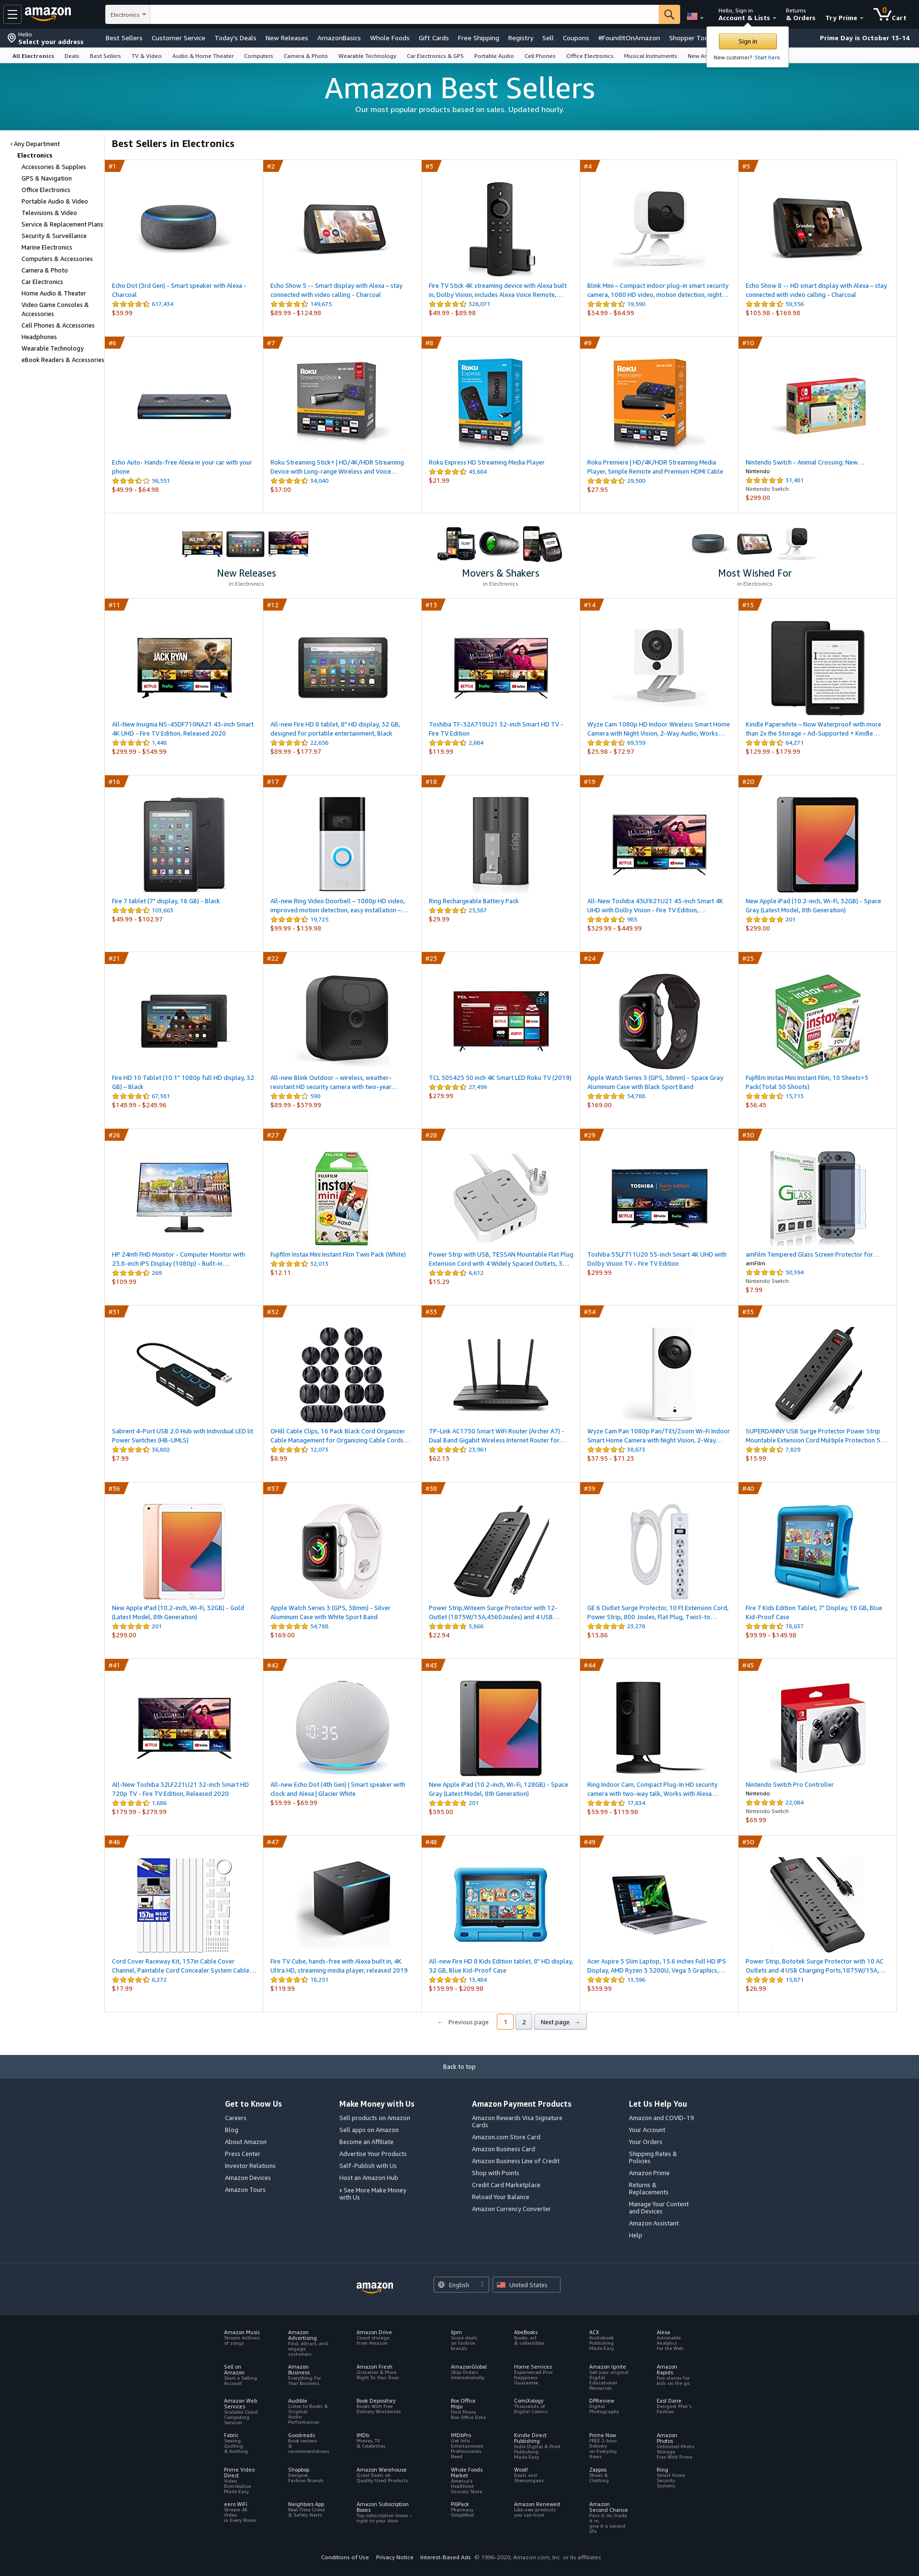 amazon
Electronics
Hello, Sign in
Account & Lists
Returns
& Orders
Try Prime
0
Cart
Hello
Select your address
Best Sellers
Customer Service
Today's Deals
New Releases
AmazonBasics
Whole Foods
Gift Cards
Free Shipping
Registry
Sell
Coupons
#FoundItOnAmazon
Prime Day is October 13-14
Sign in
New customer? Start here.
All Electronics
Deals
Best Sellers
TV & Video
Audio & Home Theater
Computers
Camera & Photo
Wearable Technology
Car Electronics & GPS
Portable Audio
Cell Phones
Office Electronics
Musical Instruments
Amazon Best Sellers
Our most popular products based on sales. Updated hourly.
‹ Any Department
Electronics
Accessories & Supplies
GPS & Navigation
Office Electronics
Portable Audio & Video
Televisions & Video
Service & Replacement Plans
Security & Surveillance
Marine Electronics
Computers & Accessories
Camera & Photo
Car Electronics
Home Audio & Theater
Video Game Consoles &
Accessories
Cell Phones & Accessories
Headphones
Wearable Technology
eBook Readers & Accessories
Best Sellers in Electronics
#1
Echo Dot (3rd Gen) - Smart speaker with Alexa -
Charcoal
617,434
$39.99
#2
Echo Show 5 -- Smart display with Alexa – stay
connected with video calling - Charcoal
149,675
$89.99 - $124.98
#3
Fire TV Stick 4K streaming device with Alexa built
in, Dolby Vision, includes Alexa Voice Remote,…
328,071
$49.99 - $89.98
#4
Blink Mini – Compact indoor plug-in smart security
camera, 1080 HD video, motion detection, night…
19,590
$34.99 - $64.99
#5
Echo Show 8 -- HD smart display with Alexa – stay
connected with video calling - Charcoal
59,356
$105.98 - $169.98
#6
Echo Auto- Hands-free Alexa in your car with your
phone
56,551
$49.99 - $64.98
#7
Roku Streaming Stick+ | HD/4K/HDR Streaming
Device with Long-range Wireless and Voice…
34,040
$37.00
#8
Roku Express HD Streaming Media Player
43,684
$21.99
#9
Roku Premiere | HD/4K/HDR Streaming Media
Player, Simple Remote and Premium HDMI Cable
29,500
$27.95
#10
Nintendo Switch - Animal Crossing: New…
Nintendo
31,481
Nintendo Switch
$299.00
New Releases
in Electronics
Movers & Shakers
in Electronics
Most Wished For
in Electronics
#11
All-New Insignia NS-43DF710NA21 43-inch Smart
4K UHD - Fire TV Edition, Released 2020
1,448
$299.99 - $549.99
#12
All-new Fire HD 8 tablet, 8" HD display, 32 GB,
designed for portable entertainment, Black
22,656
$89.99 - $177.97
#13
Toshiba TF-32A710U21 32-inch Smart HD TV -
Fire TV Edition
2,684
$119.99
#14
Wyze Cam 1080p HD Indoor Wireless Smart Home
Camera with Night Vision, 2-Way Audio, Works…
69,359
$25.98 - $72.97
#15
Kindle Paperwhite – Now Waterproof with more
than 2x the Storage – Ad-Supported + Kindle…
64,271
$129.99 - $179.99
#16
Fire 7 tablet (7" display, 16 GB) - Black
103,663
$49.99 - $102.97
#17
All-new Ring Video Doorbell – 1080p HD video,
improved motion detection, easy installation –…
19,725
$99.99 - $139.98
#18
Ring Rechargeable Battery Pack
25,387
$29.99
#19
All-New Toshiba 43LF621U21 43-inch Smart 4K
UHD with Dolby Vision - Fire TV Edition,…
985
$329.99 - $449.99
#20
New Apple iPad (10.2-inch, Wi-Fi, 32GB) - Space
Gray (Latest Model, 8th Generation)
201
$299.00
#21
Fire HD 10 Tablet (10.1" 1080p full HD display, 32
GB) – Black
67,381
$149.99 - $249.96
#22
All-new Blink Outdoor – wireless, weather-
resistant HD security camera with two-year…
590
$89.99 - $379.99
#23
TCL 50S425 50 inch 4K Smart LED Roku TV (2019)
27,499
$279.99
#24
Apple Watch Series 3 (GPS, 38mm) - Space Gray
Aluminum Case with Black Sport Band
54,788
$169.00
#25
Fujifilm Instax Mini Instant Film, 10 Sheets×5
Pack(Total 50 Shoots)
15,713
$36.45
#26
HP 24mh FHD Monitor - Computer Monitor with
23.8-inch IPS Display (1080p) - Built-in…
269
$109.99
#27
Fujifilm Instax Mini Instant Film Twin Pack (White)
32,013
$12.11
#28
Power Strip with USB, TESSAN Mountable Flat Plug
Extension Cord with 4 Widely Spaced Outlets, 3…
6,612
$15.29
#29
Toshiba 55LF711U20 55-inch Smart 4K UHD with
Dolby Vision TV - Fire TV Edition
$299.99
#30
amFilm Tempered Glass Screen Protector for…
amFilm
50,394
Nintendo Switch
$7.99
#31
Sabrent 4-Port USB 2.0 Hub with Individual LED lit
Power Switches (HB-UMLS)
36,802
$7.99
#32
OHill Cable Clips, 16 Pack Black Cord Organizer
Cable Management for Organizing Cable Cords…
12,073
$8.99
#33
TP-Link AC1750 Smart WiFi Router (Archer A7) -
Dual Band Gigabit Wireless Internet Router for…
23,961
$62.13
#34
Wyze Cam Pan 1080p Pan/Tilt/Zoom Wi-Fi Indoor
Smart Home Camera with Night Vision, 2-Way…
38,673
$37.95 - $71.23
#35
SUPERDANNY USB Surge Protector Power Strip
Mountable Extension Cord Multiple Protection 5…
7,829
$15.99
#36
New Apple iPad (10.2-inch, Wi-Fi, 32GB) - Gold
(Latest Model, 8th Generation)
201
$299.00
#37
Apple Watch Series 3 (GPS, 38mm) - Silver
Aluminum Case with White Sport Band
54,788
$169.00
#38
Power Strip,Witeem Surge Protector with 12-
Outlet (1875W/15A,4360Joules) and 4 USB…
3,866
$22.94
#39
GE 6 Outlet Surge Protector, 10 Ft Extension Cord,
Power Strip, 800 Joules, Flat Plug, Twist-to…
23,278
$13.86
#40
Fire 7 Kids Edition Tablet, 7" Display, 16 GB, Blue
Kid-Proof Case
78,637
$99.99 - $149.98
#41
All-New Toshiba 32LF221U21 32-inch Smart HD
720p TV - Fire TV Edition, Released 2020
1,686
$179.99 - $279.99
#42
All-new Echo Dot (4th Gen) | Smart speaker with
clock and Alexa | Glacier White
$59.99 - $69.99
#43
New Apple iPad (10.2-inch, Wi-Fi, 128GB) - Space
Gray (Latest Model, 8th Generation)
201
$395.00
#44
Ring Indoor Cam, Compact Plug-In HD security
camera with two-way talk, Works with Alexa…
17,834
$59.99 - $119.98
#45
Nintendo Switch Pro Controller
Nintendo
22,084
Nintendo Switch
$69.99
#46
Cord Cover Raceway Kit, 157in Cable Cover
Channel, Paintable Cord Concealer System Cable…
6,272
$17.99
#47
Fire TV Cube, hands-free with Alexa built in, 4K
Ultra HD, streaming media player, released 2019
18,251
$119.99
#48
All-new Fire HD 8 Kids Edition tablet, 8" HD display,
32 GB, Blue Kid-Proof Case
13,484
$139.99 - $209.98
#49
Acer Aspire 5 Slim Laptop, 15.6 inches Full HD IPS
Display, AMD Ryzen 3 3200U, Vega 3 Graphics,…
13,596
$359.99
#50
Power Strip, Bototek Surge Protector with 10 AC
Outlets and 4 USB Charging Ports,1875W/15A,…
15,871
$26.99
← Previous page
1
2
Next page →
Back to top
Get to Know Us
Careers
Blog
About Amazon
Press Center
Investor Relations
Amazon Devices
Amazon Tours
Make Money with Us
Sell products on Amazon
Sell apps on Amazon
Become an Affiliate
Advertise Your Products
Self-Publish with Us
Host an Amazon Hub
› See More Make Money
with Us
Amazon Payment Products
Amazon Rewards Visa Signature
Cards
Amazon.com Store Card
Amazon Business Card
Amazon Business Line of Credit
Shop with Points
Credit Card Marketplace
Reload Your Balance
Amazon Currency Converter
Let Us Help You
Amazon and COVID-19
Your Account
Your Orders
Shipping Rates &
Policies
Amazon Prime
Returns &
Replacements
Manage Your Content
and Devices
Amazon Assistant
Help
amazon
English
United States
Amazon Music
Stream millions
of songs
Amazon
Advertising
Find, attract, and
engage
customers
Amazon Drive
Cloud storage
from Amazon
6pm
Score deals
on fashion
brands
AbeBooks
Books, art
& collectibles
ACX
Audiobook
Publishing
Made Easy
Alexa
Actionable
Analytics
for the Web
Sell on
Amazon
Start a Selling
Account
Amazon
Business
Everything For
Your Business
Amazon Fresh
Groceries & More
Right To Your Door
AmazonGlobal
Ship Orders
Internationally
Home Services
Experienced Pros
Happiness
Guarantee
Amazon Ignite
Sell your original
Digital
Educational
Resources
Amazon
Rapids
Fun stories for
kids on the go
Amazon Web
Services
Scalable Cloud
Computing
Services
Audible
Listen to Books &
Original
Audio
Performances
Book Depository
Books With Free
Delivery Worldwide
Box Office
Mojo
Find Movie
Box Office Data
ComiXology
Thousands of
Digital Comics
DPReview
Digital
Photography
East Dane
Designer Men's
Fashion
Fabric
Sewing,
Quilting
& Knitting
Goodreads
Book reviews
&
recommendations
IMDb
Movies, TV
& Celebrities
IMDbPro
Get Info
Entertainment
Professionals
Need
Kindle Direct
Publishing
Indie Digital & Print
Publishing
Made Easy
Prime Now
FREE 2-hour
Delivery
on Everyday
Items
Amazon
Photos
Unlimited Photo
Storage
Free With Prime
Prime Video
Direct
Video
Distribution
Made Easy
Shopbop
Designer
Fashion Brands
Amazon Warehouse
Great Deals on
Quality Used Products
Whole Foods
Market
America's
Healthiest
Grocery Store
Woot!
Deals and
Shenanigans
Zappos
Shoes &
Clothing
Ring
Smart Home
Security
Systems
eero WiFi
Stream 4K
Video
in Every Room
Neighbors App
Real-Time Crime
& Safety Alerts
Amazon Subscription
Boxes
Top subscription boxes –
right to your door
PillPack
Pharmacy
Simplified
Amazon Renewed
Like-new products
you can trust
Amazon
Second Chance
Pass it on, trade
it in,
give it a second
life
Conditions of Use
Privacy Notice
Interest-Based Ads
© 1996-2020, Amazon.com, Inc. or its affiliates